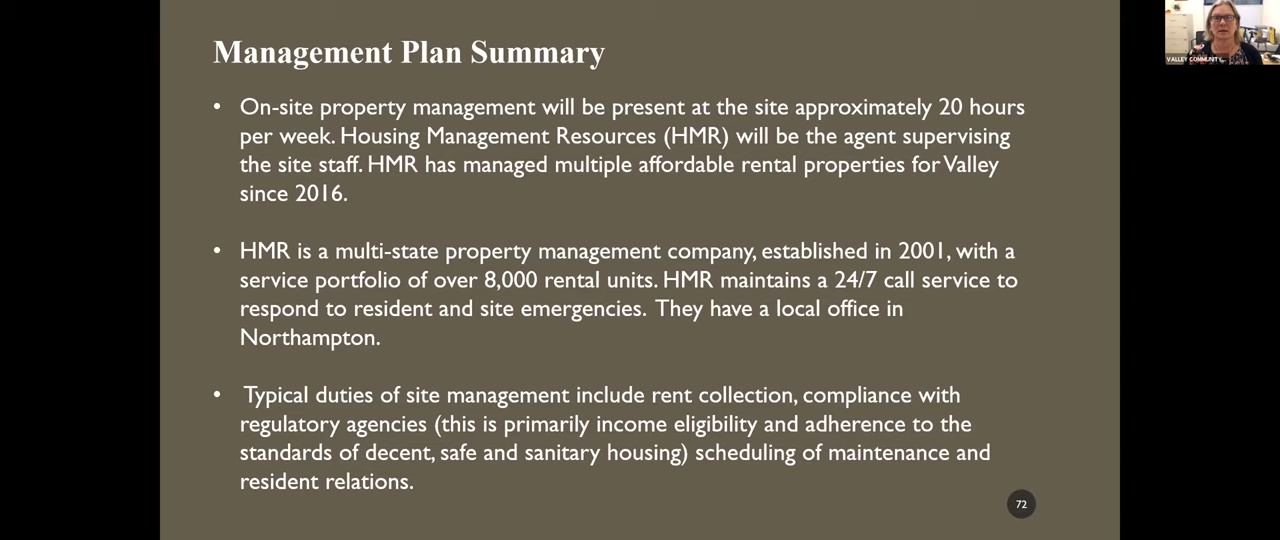 Management Plan Summary
• On-site property management will be present at the site approximately 20 hours
per week. Housing Management Resources (HMR) will be the agent supervising
the site staff. HMR has managed multiple affordable rental properties for Valley
since 2016.
• HMR is a multi-state property management company, established in 2001, with a
service portfolio of over 8,000 rental units. HMR maintains a 24/7 call service to
respond to resident and site emergencies. They have a local office in
Northampton.
• Typical duties of site management include rent collection, compliance with
regulatory agencies (this is primarily income eligibility and adherence to the
standards of decent, safe and sanitary housing) scheduling of maintenance and
resident relations.
72
VALLEY COMMUNITY...